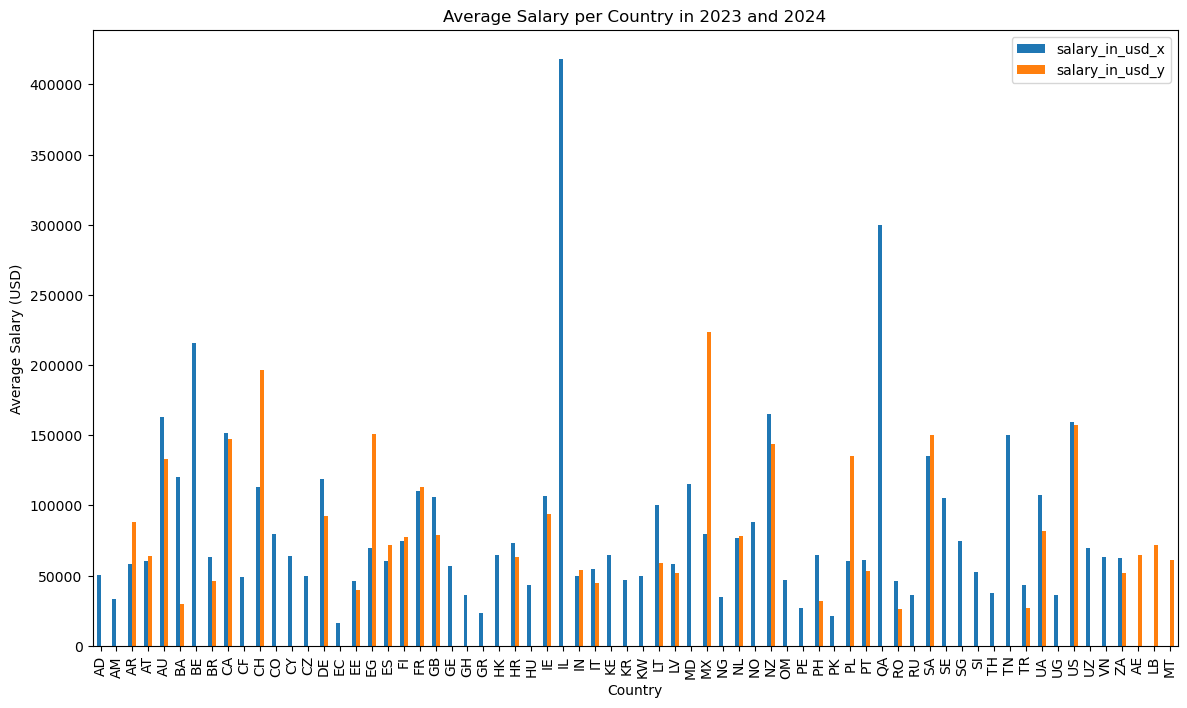 Average Salary per Country in 2023 and 2024
salary_in_usd_x
salary_in_usd_y
Average Salary (USD)
400000
350000
300000
250000
200000
150000
100000
50000
0
AD AM AR AT AU BA BE BR CA CF CH CO CY CZ DE EC EE EG ES FI FR GB GE GH GR HK HR HU IE IL IN IT KE KR KW LT LV MD MX NG NL NO NZ OM PE PH PK PL PT QA RO RU SA SE SG SI TH TN TR UA UG US UZ VN ZA AE LB MT
Country